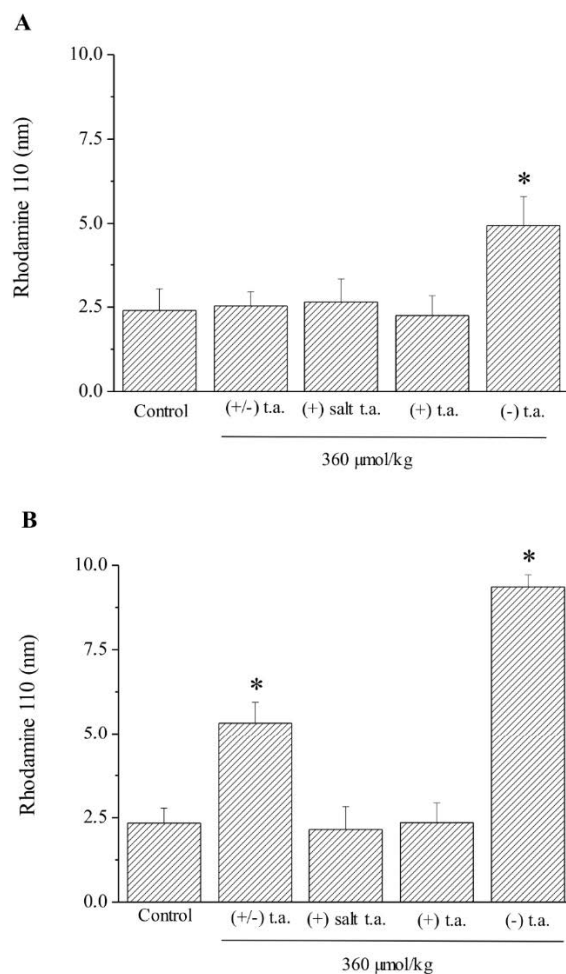 A
Rhodamine 110 (nm)
10.0
7.5
5.0
2.5
0.0
*
Control (+/-) t.a. (+) salt t.a. (+) t.a. (-) t.a.
360 μmol/kg
B
Rhodamine 110 (nm)
10.0
7.5
5.0
2.5
0.0
*
*
Control (+/-) t.a. (+) salt t.a. (+) t.a. (-) t.a.
360 μmol/kg